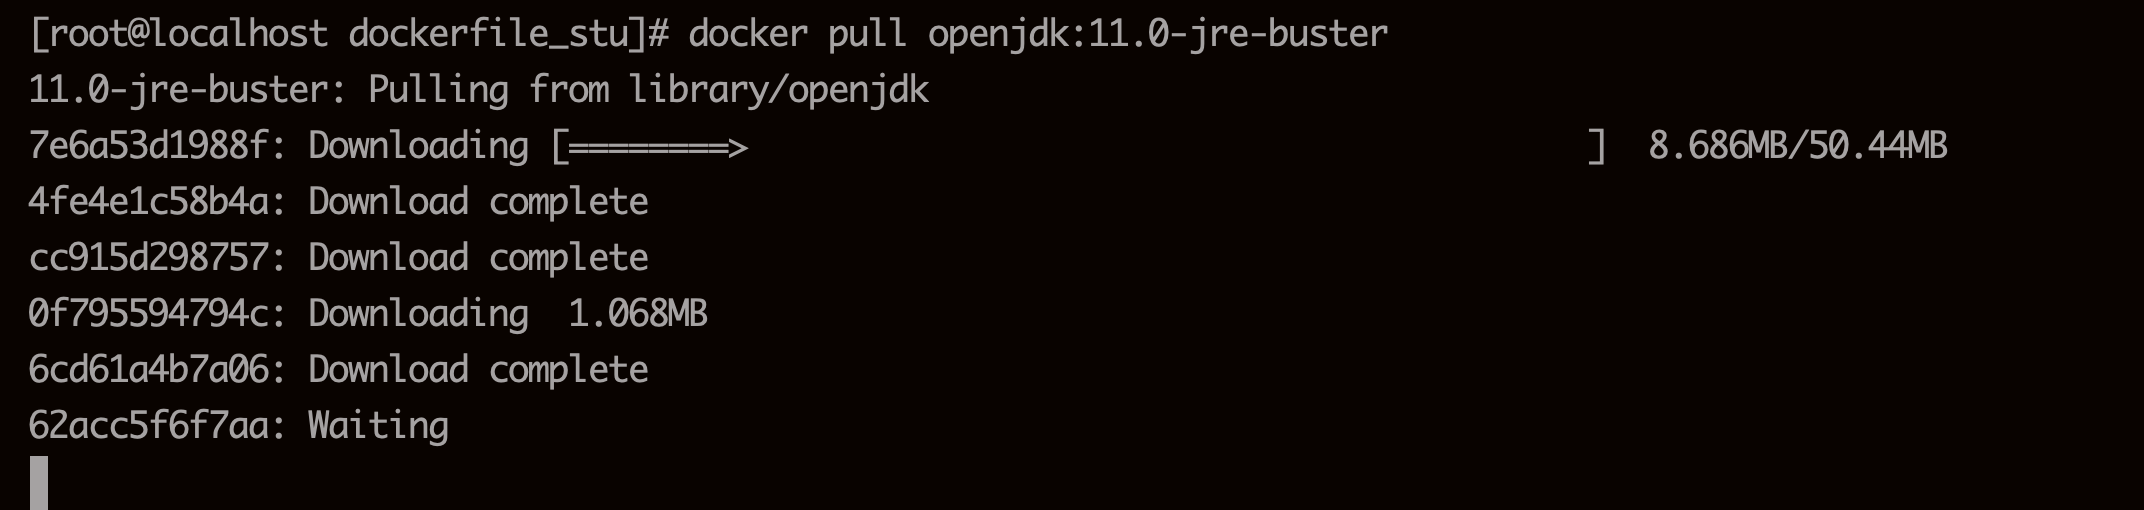 [root@localhost dockerfile_stu]# docker pull openjdk:11.0-jre-buster
11.0-jre-buster: Pulling from library/openjdk
7e6a53d1988f: Downloading [========>                                          ]  8.686MB/50.44MB
4fe4e1c58b4a: Download complete
cc915d298757: Download complete
0f795594794c: Downloading  1.068MB
6cd61a4b7a06: Download complete
62acc5f6f7aa: Waiting